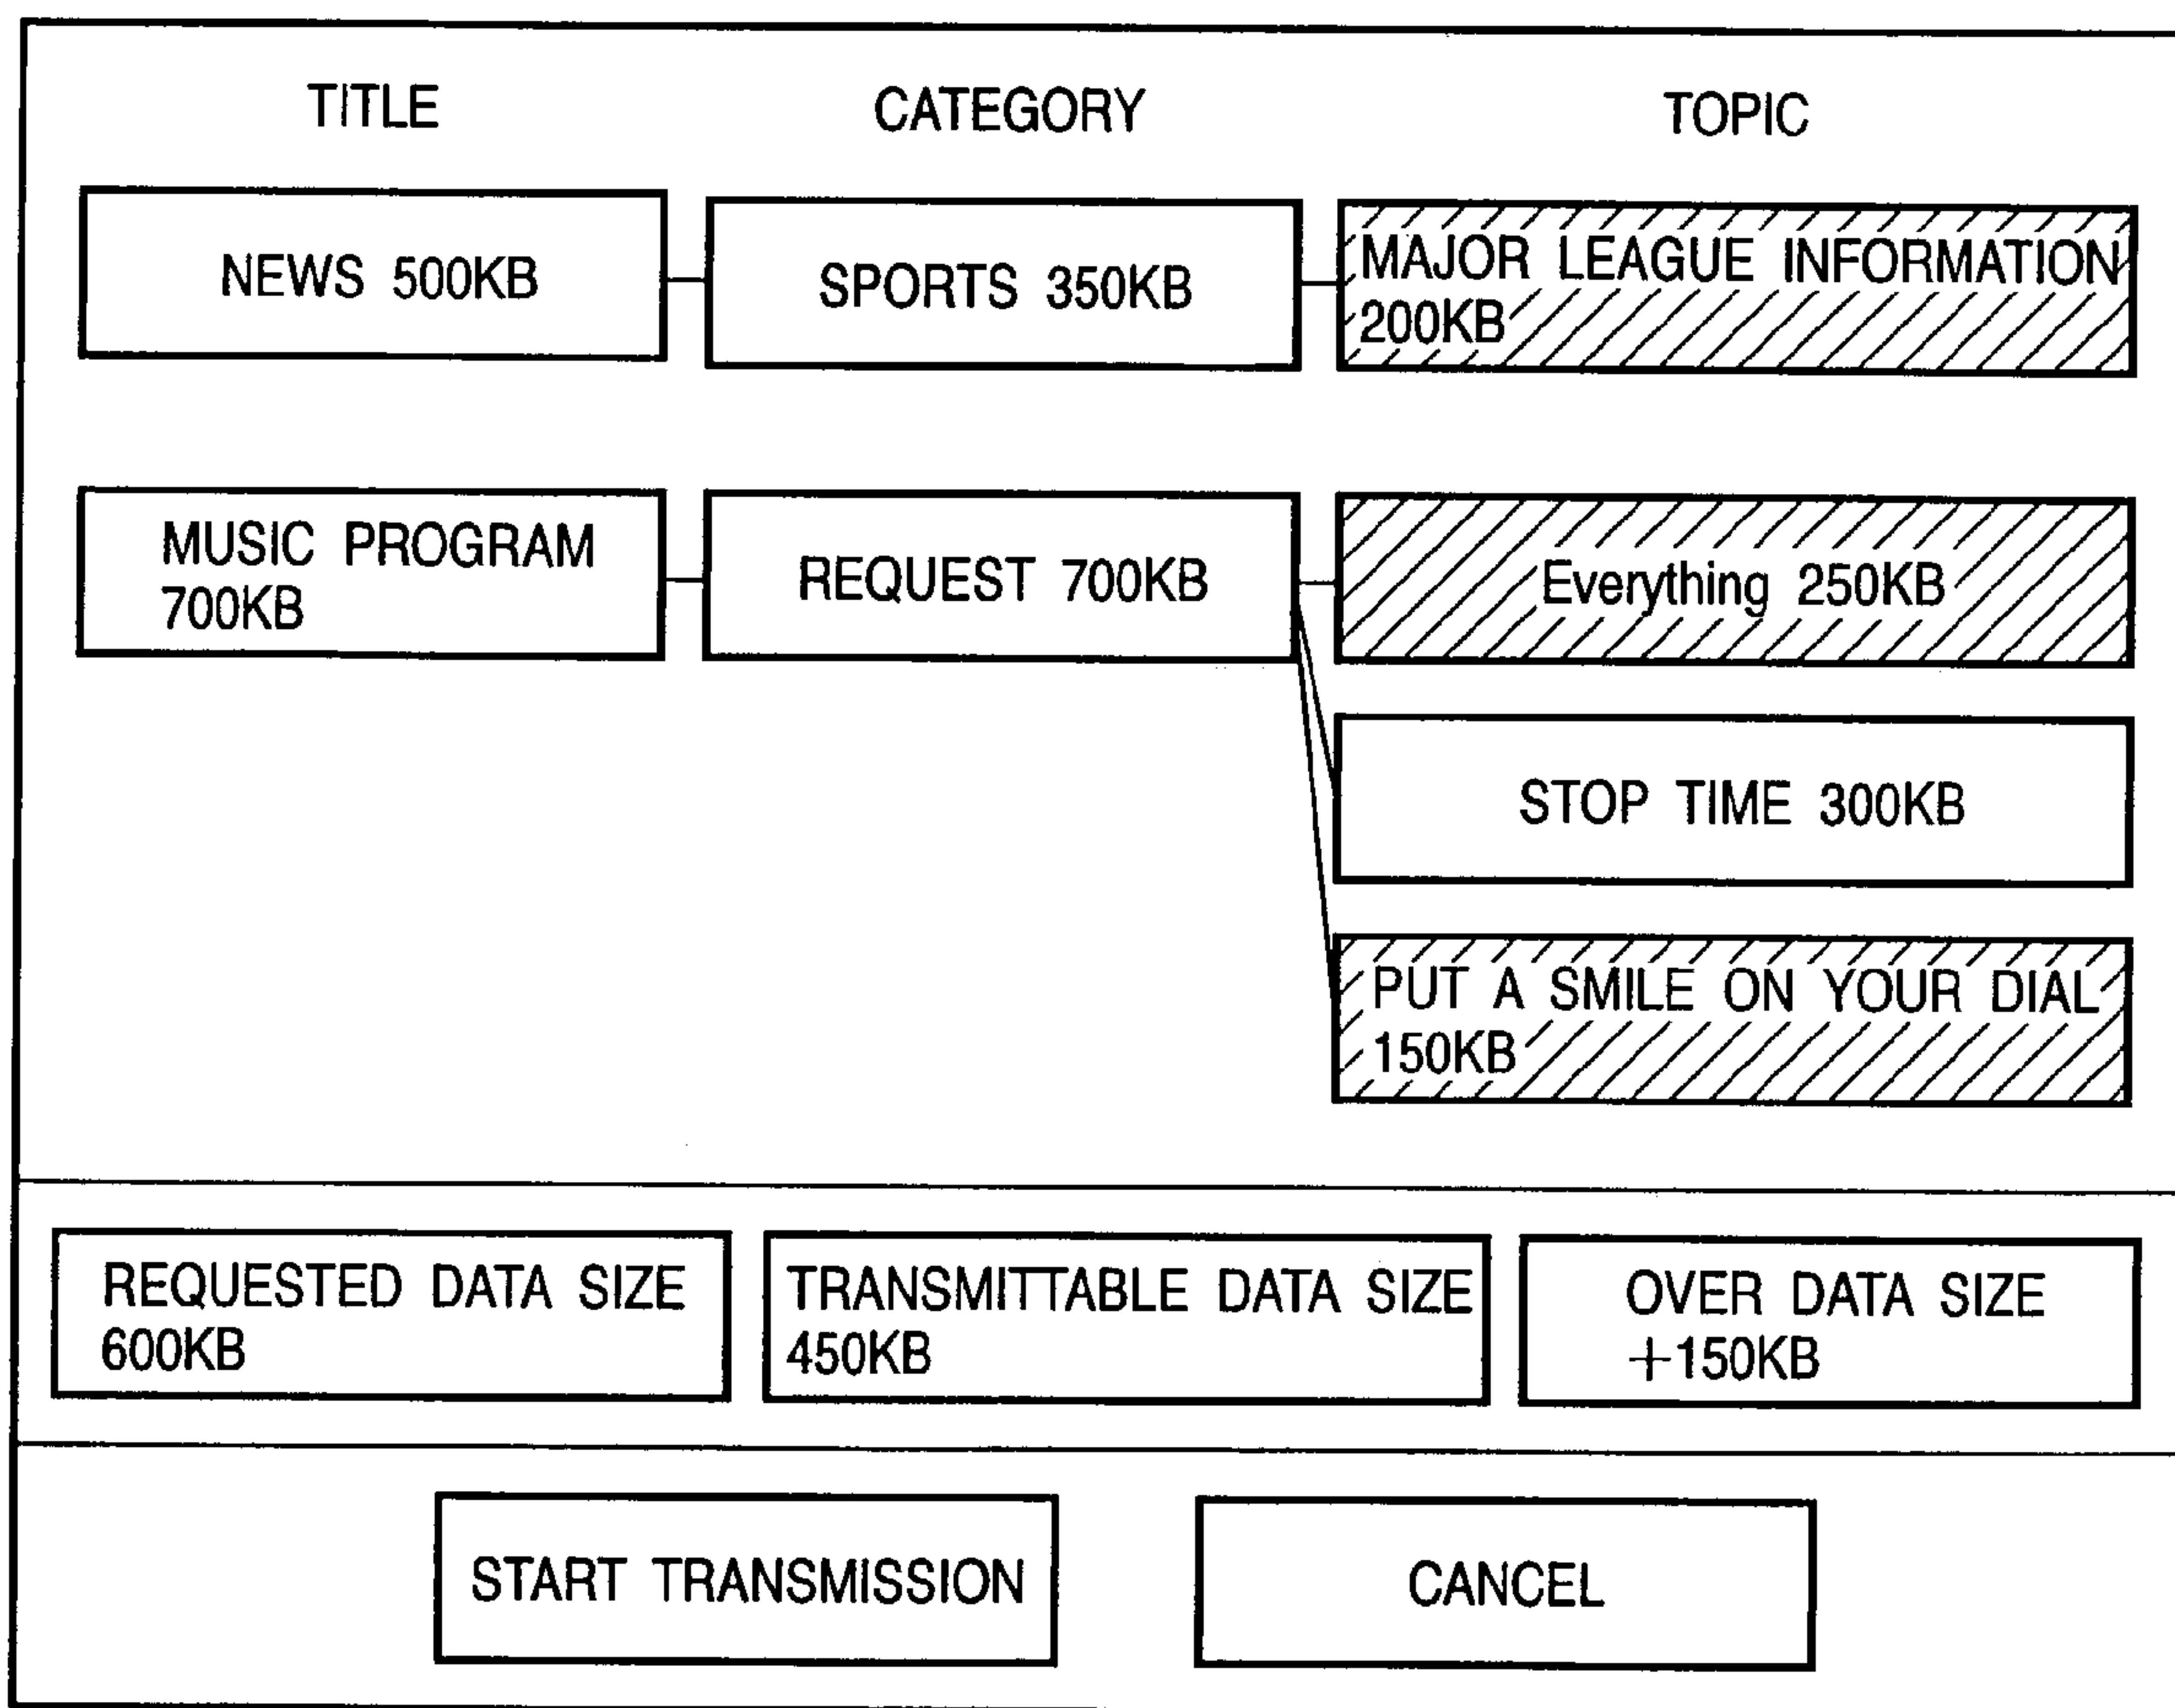 TITLE
CATEGORY
TOPIC
NEWS 500KB
SPORTS 350KB
MAJOR LEAGUE INFORMATION
200KB
MUSIC PROGRAM
700KB
REQUEST 700KB
Everything 250KB
STOP TIME 300KB
PUT A SMILE ON YOUR DIAL
150KB
REQUESTED DATA SIZE
600KB
TRANSMITTABLE DATA SIZE
450KB
OVER DATA SIZE
+150KB
START TRANSMISSION
CANCEL